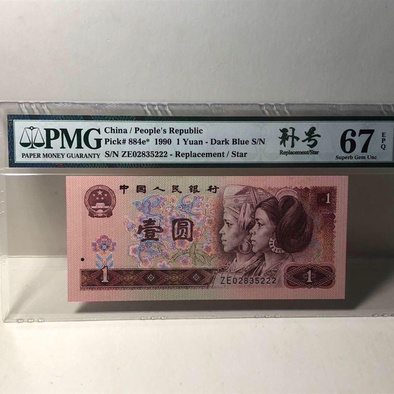 PMG
PAPER MONEY GUARANTY
China / People's Republic
Pick# 884e* 1990 1 Yuan - Dark Blue S/N
S/N ZE02835222 - Replacement / Star
补号
Replacement/Star
67 EPQ
Superb Gem Unc
中国人民银行
1
壹圆
1
1
ZE02835222